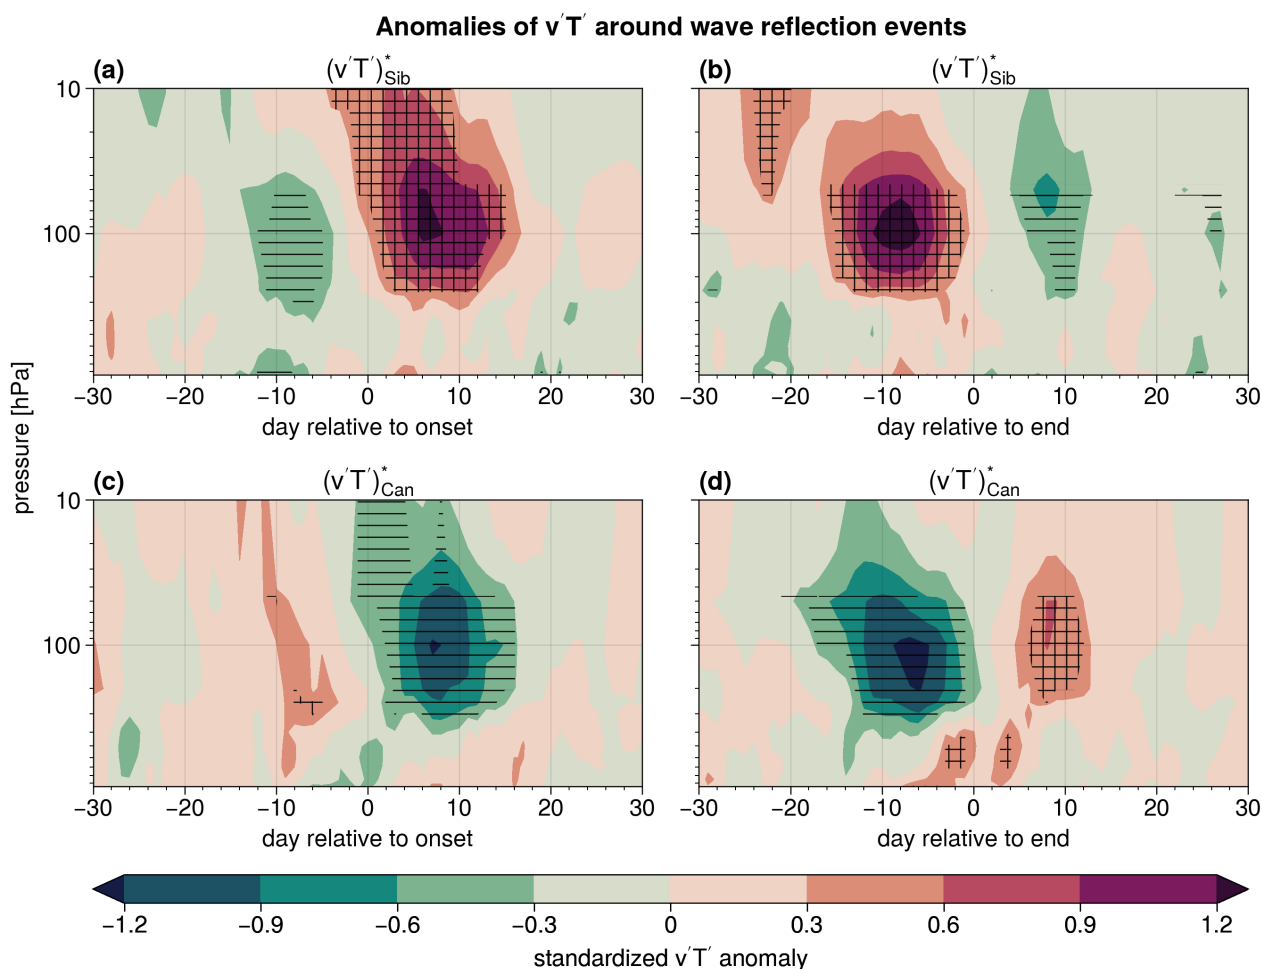 Anomalies of v′T′ around wave reflection events
(a) (v′T′)*Sib
(b) (v′T′)*Sib
10
100
−30 −20 −10 0 10 20 30
−30 −20 −10 0 10 20 30
day relative to onset
day relative to end
pressure [hPa]
(c) (v′T′)*Can
(d) (v′T′)*Can
10
100
−30 −20 −10 0 10 20 30
−30 −20 −10 0 10 20 30
day relative to onset
day relative to end
−1.2 −0.9 −0.6 −0.3 0 0.3 0.6 0.9 1.2
standardized v′T′ anomaly